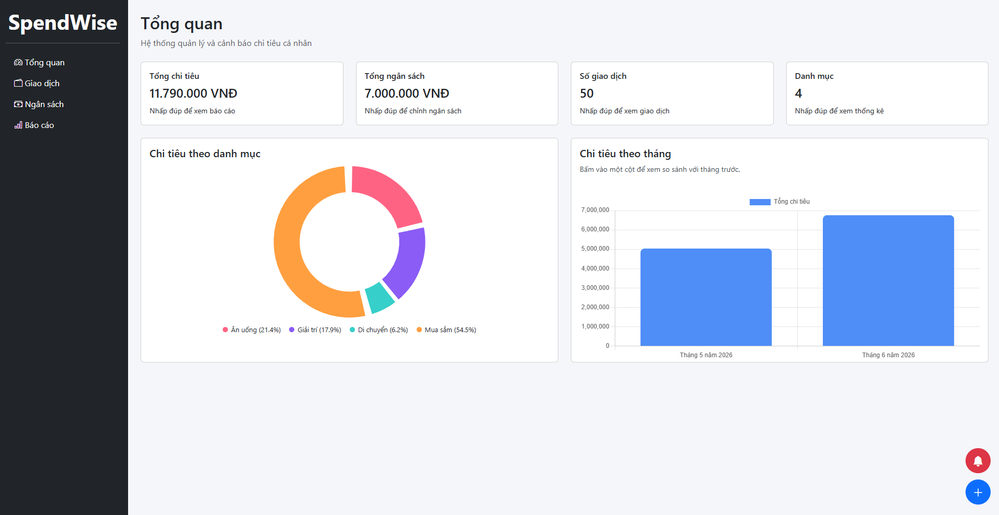 SpendWise
Tổng quan
Giao dịch
Ngân sách
Báo cáo
Tổng quan
Hệ thống quản lý và cảnh báo chi tiêu cá nhân
Tổng chi tiêu
11.790.000 VNĐ
Nhấp đúp để xem báo cáo
Tổng ngân sách
7.000.000 VNĐ
Nhấp đúp để chỉnh ngân sách
Số giao dịch
50
Nhấp đúp để xem giao dịch
Danh mục
4
Nhấp đúp để xem thống kê
Chi tiêu theo danh mục
Ăn uống (21.4%)
Giải trí (17.9%)
Di chuyển (6.2%)
Mua sắm (54.5%)
Chi tiêu theo tháng
Bấm vào một cột để xem so sánh với tháng trước.
Tổng chi tiêu
7,000,000
6,000,000
5,000,000
4,000,000
3,000,000
2,000,000
1,000,000
0
Tháng 5 năm 2026
Tháng 6 năm 2026